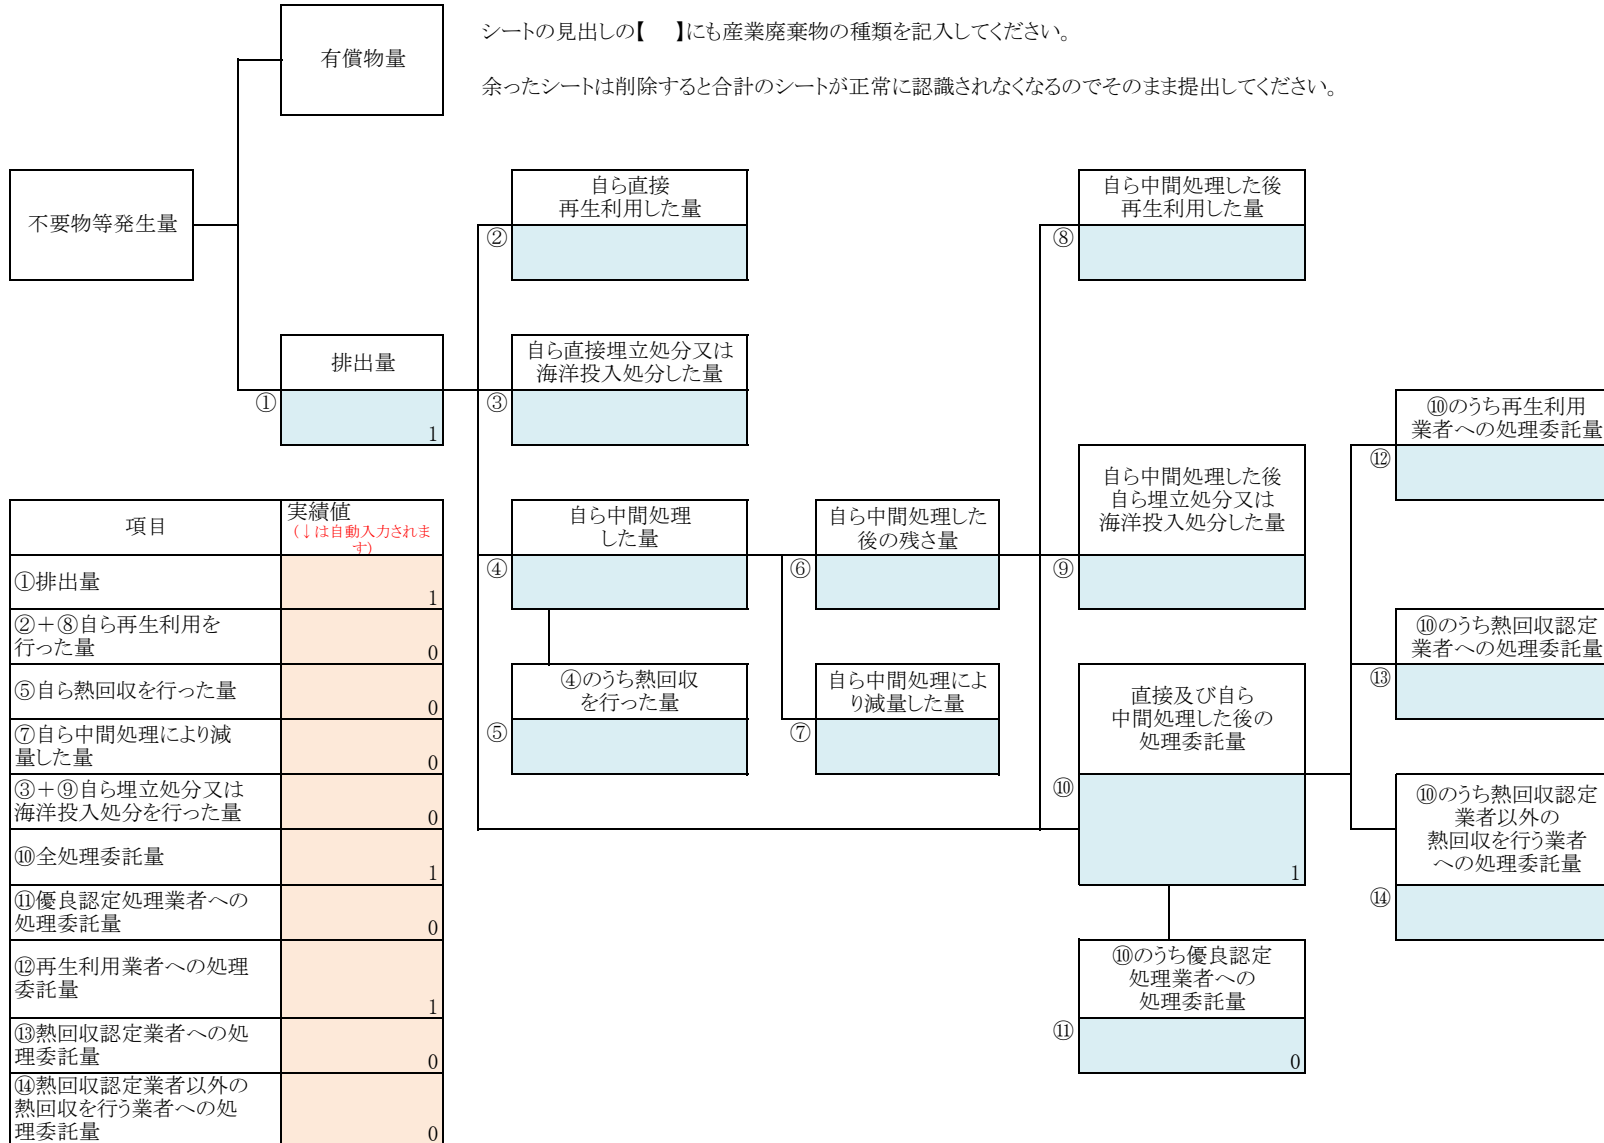 有償物量
シートの見出しの【　】にも産業廃棄物の種類を記入してください。
余ったシートは削除すると合計のシートが正常に認識されなくなるのでそのまま提出してください。
不要物等発生量
自ら直接
再生利用した量
②
自ら中間処理した後
再生利用した量
⑧
排出量
①
1
自ら直接埋立処分又は
海洋投入処分した量
③
⑩のうち再生利用
業者への処理委託量
⑫
自ら中間処理
した量
④
自ら中間処理した
後の残さ量
⑥
自ら中間処理した後
自ら埋立処分又は
海洋投入処分した量
⑨
⑩のうち熱回収認定
業者への処理委託量
⑬
④のうち熱回収
を行った量
⑤
自ら中間処理によ
り減量した量
⑦
直接及び自ら
中間処理した後の
処理委託量
⑩
1
⑩のうち熱回収認定
業者以外の
熱回収を行う業者
への処理委託量
⑭
⑩のうち優良認定
処理業者への
処理委託量
⑪
0
項目
実績値
(↓は自動入力されま
す)
①排出量
1
②+⑧自ら再生利用を
行った量
0
⑤自ら熱回収を行った量
0
⑦自ら中間処理により減
量した量
0
③+⑨自ら埋立処分又は
海洋投入処分を行った量
0
⑩全処理委託量
1
⑪優良認定処理業者への
処理委託量
0
⑫再生利用業者への処理
委託量
1
⑬熱回収認定業者への処
理委託量
0
⑭熱回収認定業者以外の
熱回収を行う業者への処
理委託量
0